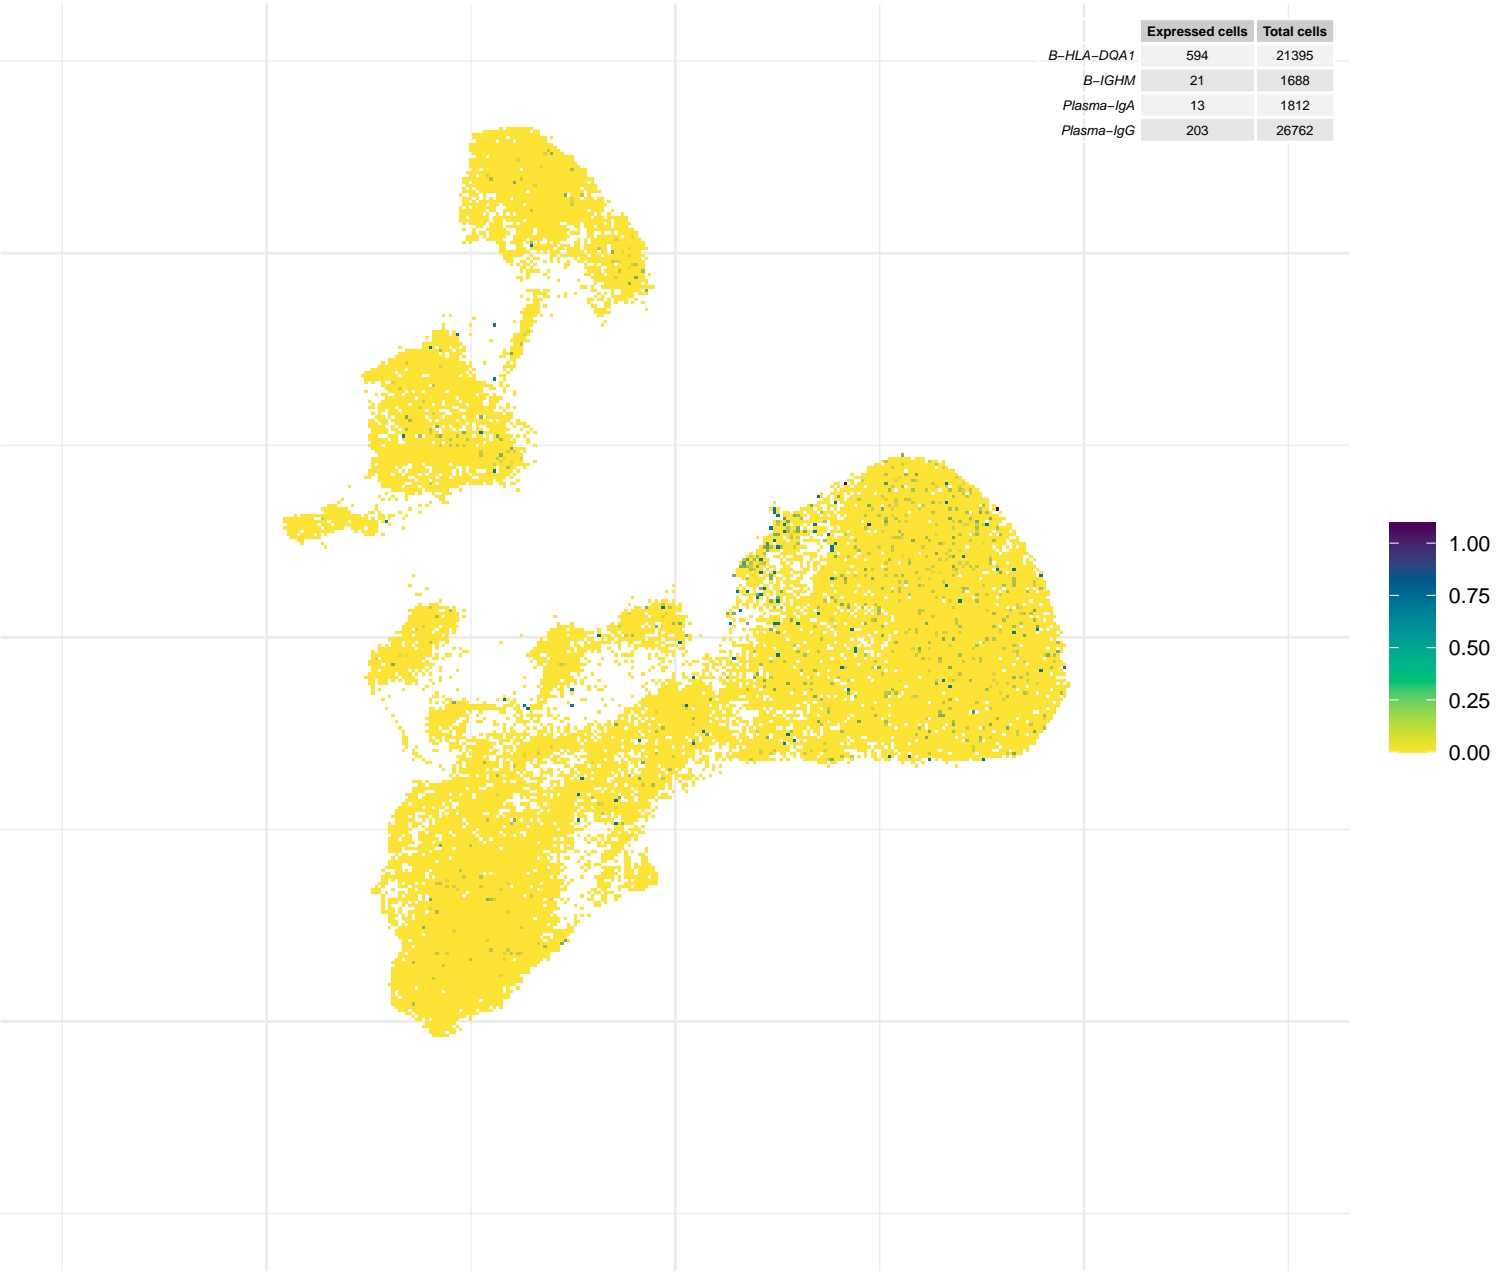 Expressed cells Total cells
B−HLA−DQA1 594 21395
B−IGHM 21 1688
Plasma−IgA 13 1812
Plasma−IgG 203 26762
1.00
0.75
0.50
0.25
0.00